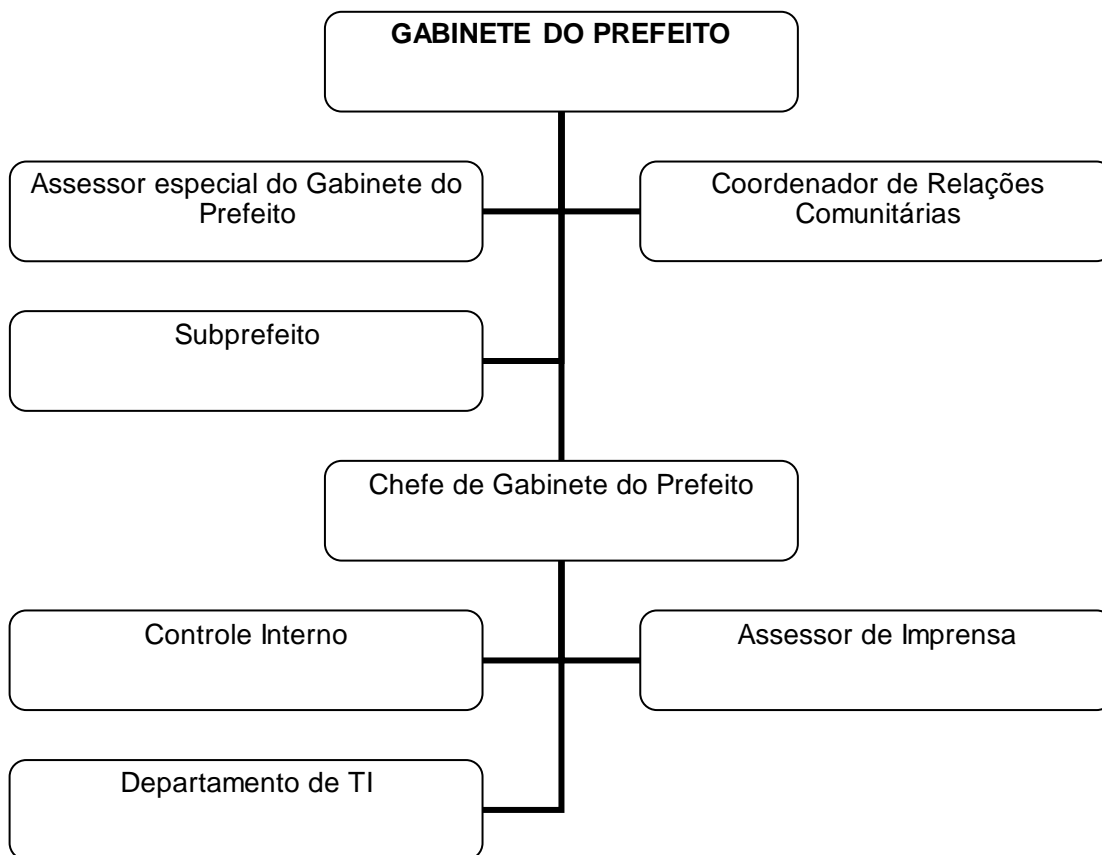 GABINETE DO PREFEITO
Assessor especial do Gabinete do
Prefeito
Coordenador de Relações
Comunitárias
Subprefeito
Chefe de Gabinete do Prefeito
Controle Interno
Assessor de Imprensa
Departamento de TI